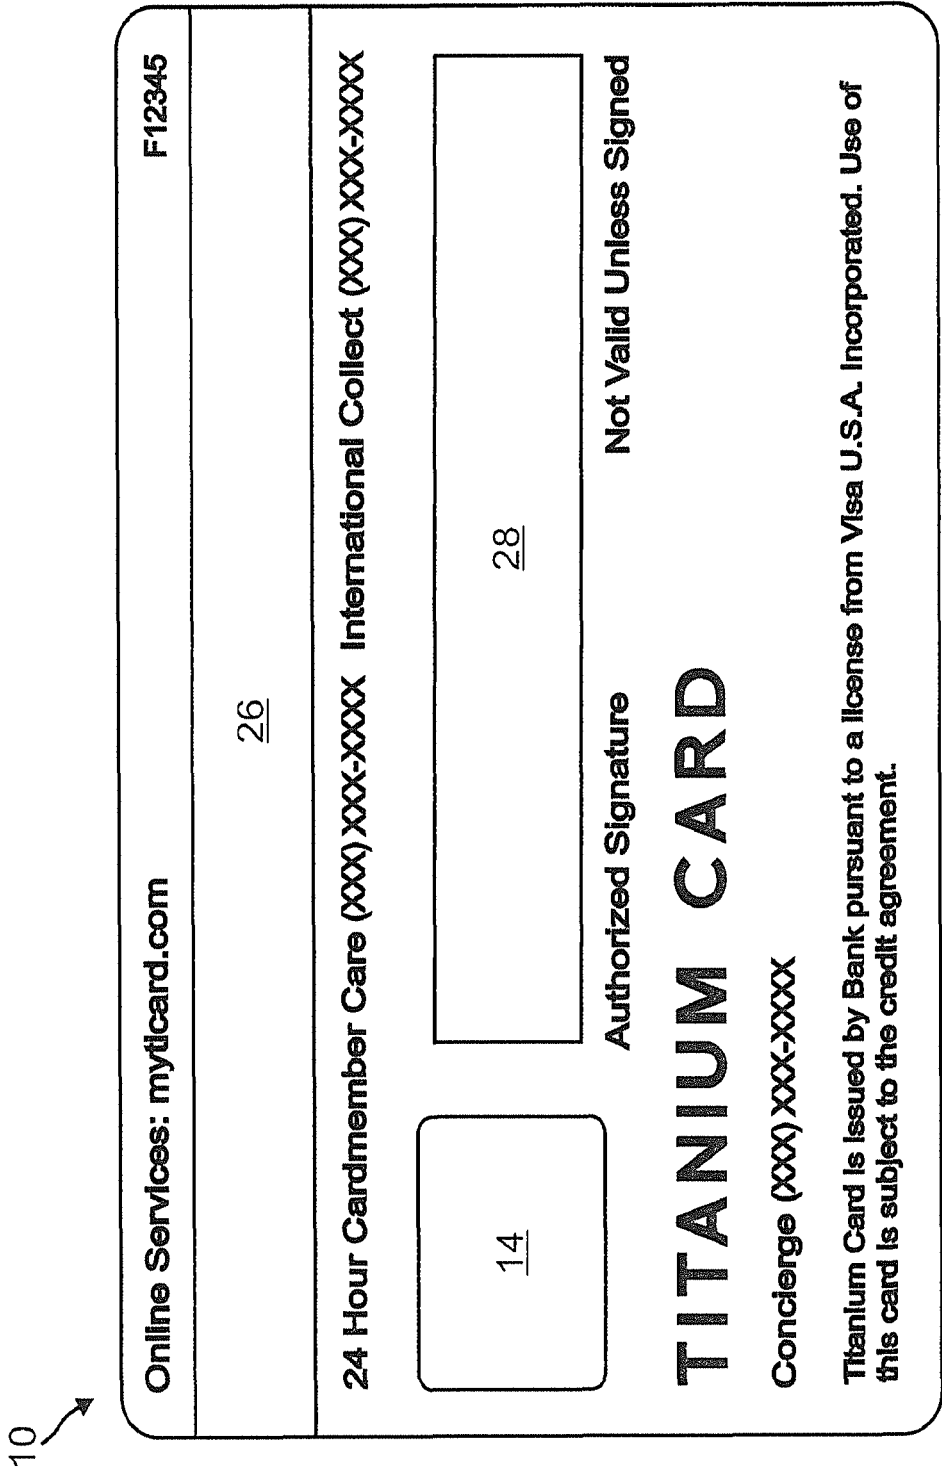 10
Online Services: myticard.com F12345
26
24 Hour Cardmember Care (XXX) XXX-XXXX International Collect (XXX) XXX-XXXX
14
28
Authorized Signature Not Valid Unless Signed
TITANIUM CARD
Concierge (XXX) XXX-XXXX
Titanium Card is issued by Bank pursuant to a license from Visa U.S.A. Incorporated. Use of
this card is subject to the credit agreement.